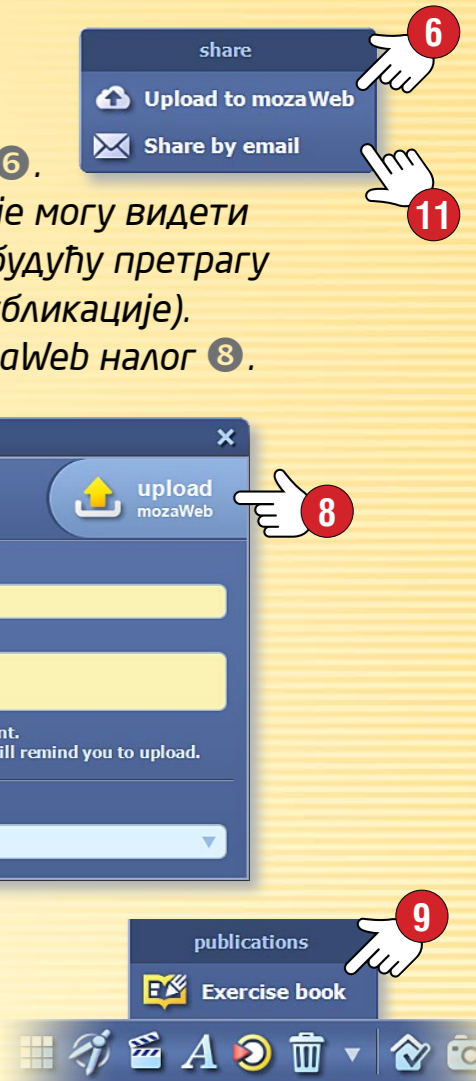 share
6
Upload to mozaWeb
Share by email
11
6.
је могу видети
будућу претрагу
бликације).
aWeb налог 8.
×
upload
mozaWeb
8
nt.
ill remind you to upload.
9
publications
Exercise book
A